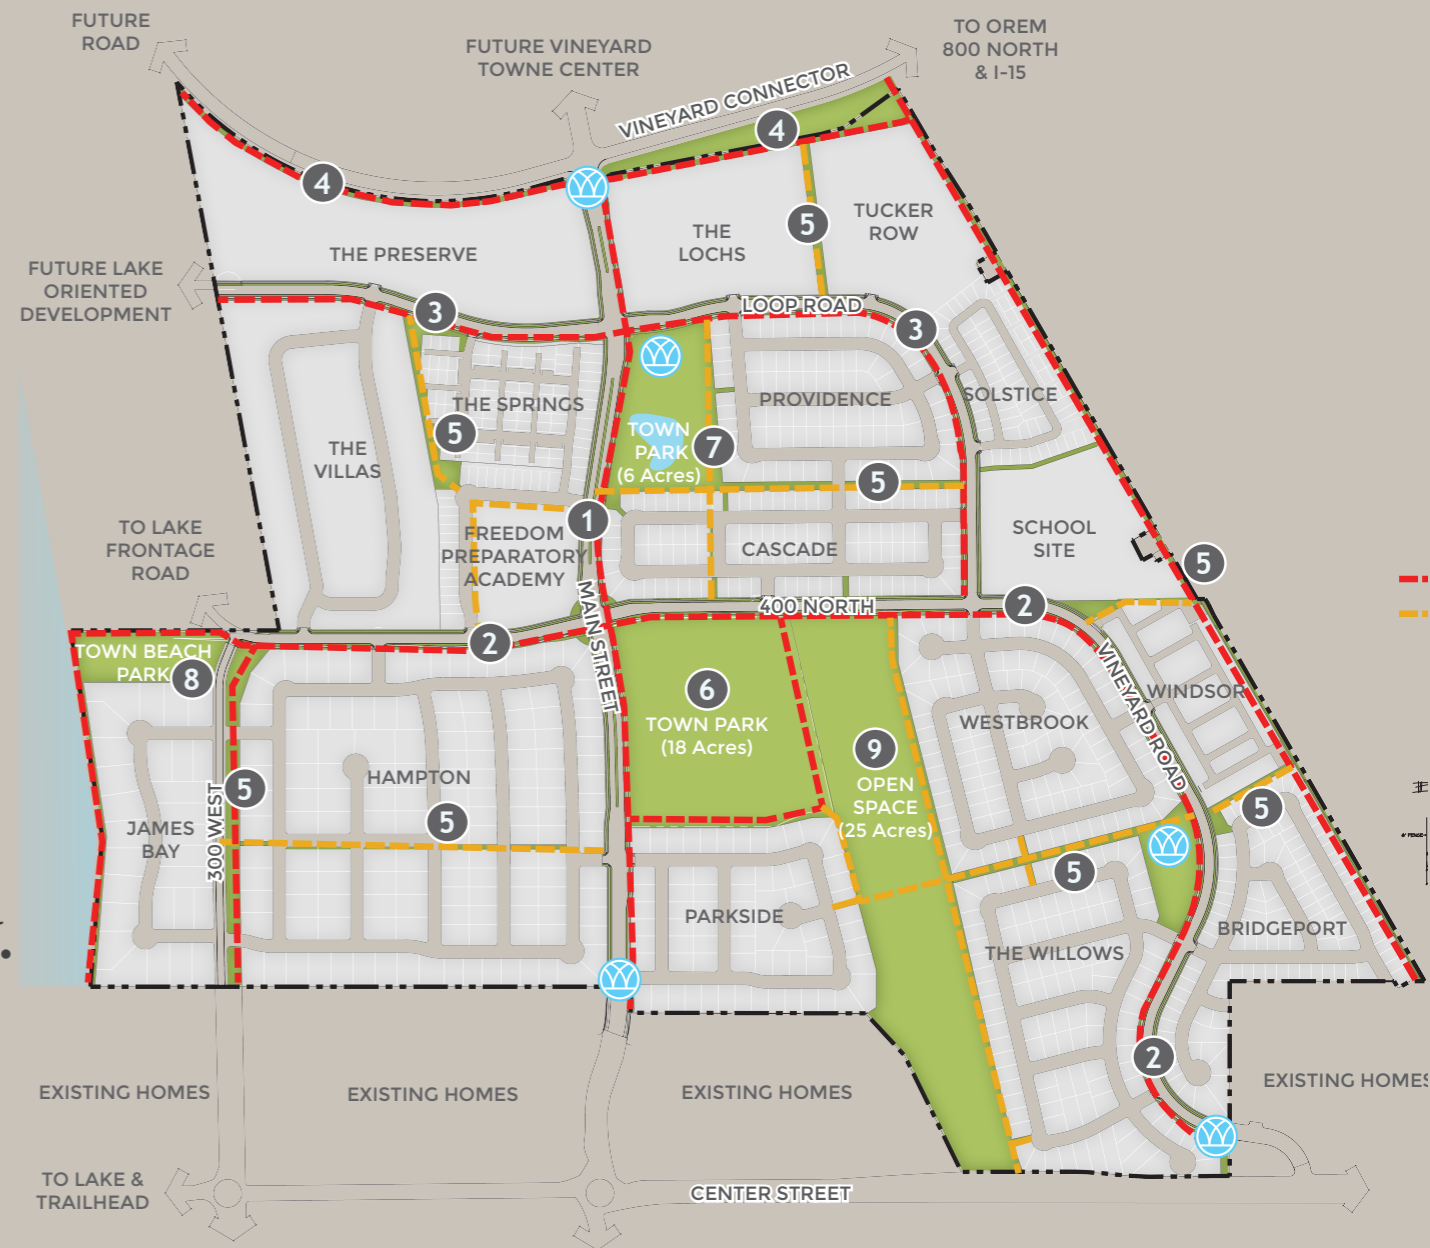 FUTURE
ROAD
FUTURE VINEYARD
TOWNE CENTER
TO OREM
800 NORTH
& I-15
VINEYARD CONNECTOR
4
4
5
TUCKER
ROW
THE
LOCHS
THE PRESERVE
FUTURE LAKE
ORIENTED
DEVELOPMENT
3
LOOP ROAD
3
THE SPRINGS
5
THE
VILLAS
TOWN
PARK
(6 Acres)
7
PROVIDENCE
SOLSTICE
5
1
FREEDOM
PREPARATORY
ACADEMY
CASCADE
SCHOOL
SITE
TO LAKE
FRONTAGE
ROAD
5
MAIN STREET
400 NORTH
2
2
TOWN BEACH
PARK
8
6
TOWN PARK
(18 Acres)
9
OPEN
SPACE
(25 Acres)
WESTBROOK
VINEYARD ROAD
WINDSOR
HAMPTON
5
5
300 WEST
JAMES
BAY
5
5
PARKSIDE
THE WILLOWS
BRIDGEPORT
2
EXISTING HOMES
EXISTING HOMES
EXISTING HOMES
EXISTING HOMES
TO LAKE &
TRAILHEAD
CENTER STREET